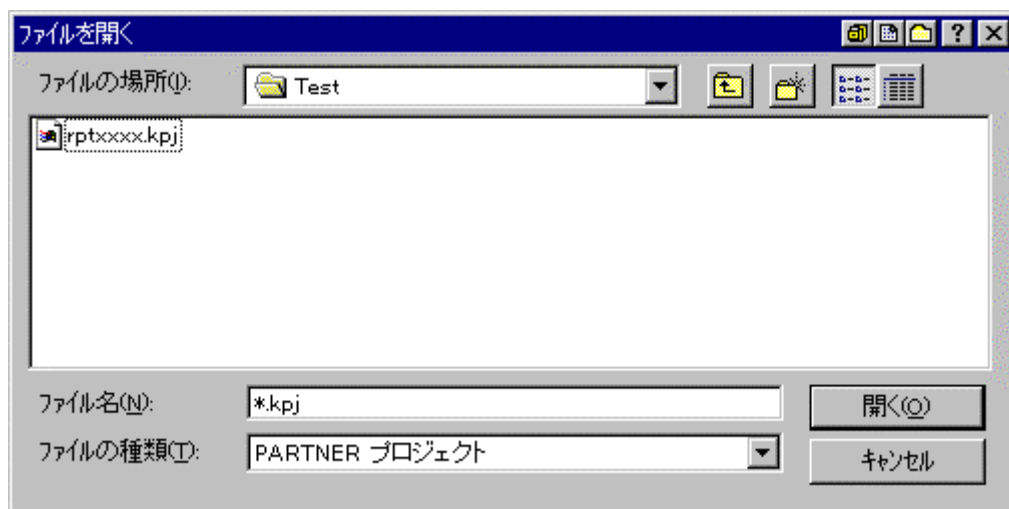 ファイルを開く
ファイルの場所(I):
Test
rptxxxx.kpj
ファイル名(N):
*.kpj
開く(O)
ファイルの種類(T):
PARTNER プロジェクト
キャンセル